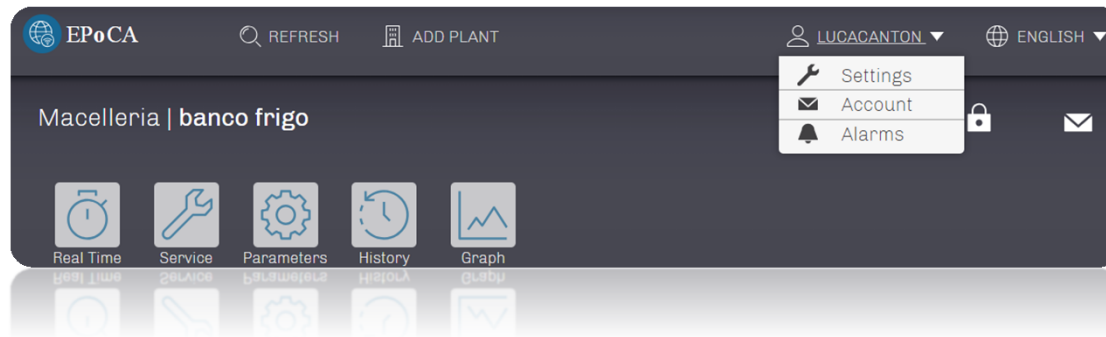 EPoCA REFRESH ADD PLANT LUCACANTON ENGLISH
Settings
Account
Alarms
Macelleria | banco frigo
Real Time Service Parameters History Graph